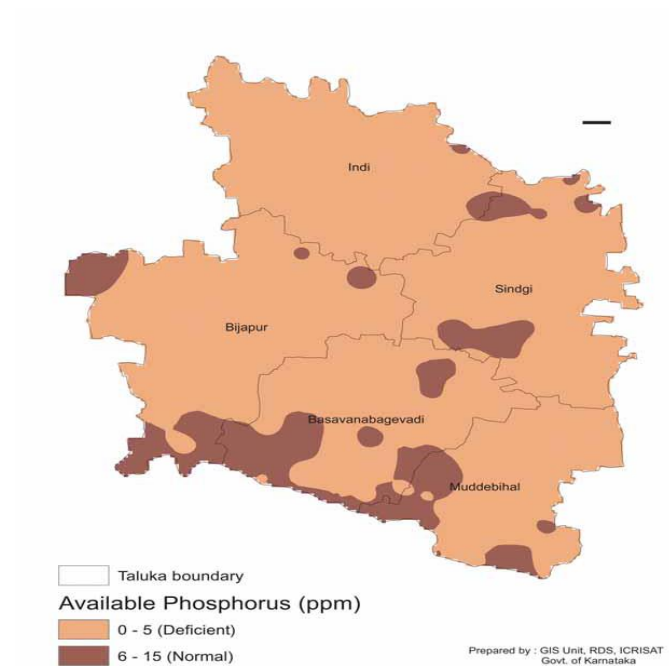 Indi
Sindgi
Bijapur
Basavanabagevadi
Muddebihal
Taluka boundary
Available Phosphorus (ppm)
0 - 5 (Deficient)
6 - 15 (Normal)
Prepared by : GIS Unit, RDS, ICRISAT
Govt. of Karnataka